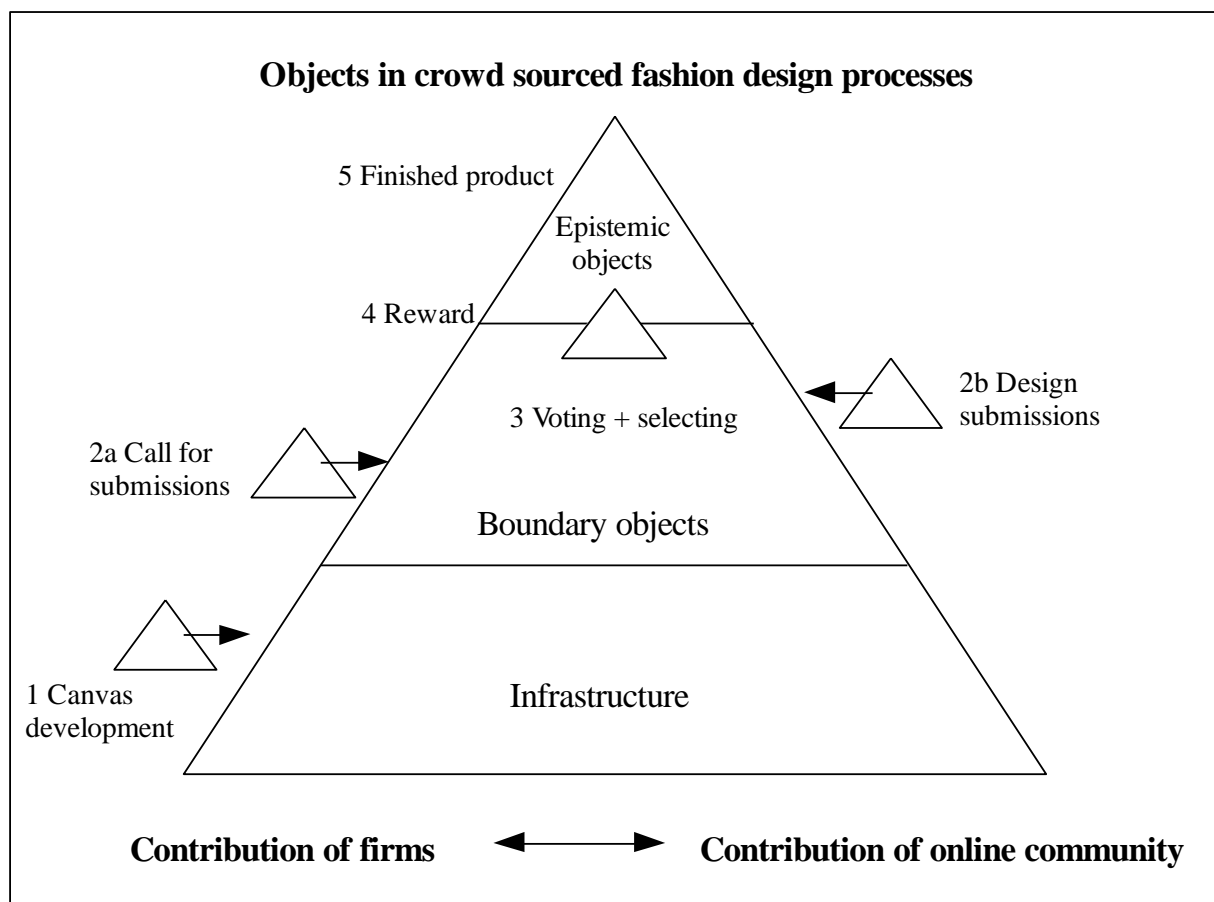 Objects in crowd sourced fashion design processes
5 Finished product
Epistemic
objects
4 Reward
2b Design
submissions
3 Voting + selecting
2a Call for
submissions
Boundary objects
1 Canvas
development
Infrastructure
Contribution of firms
Contribution of online community